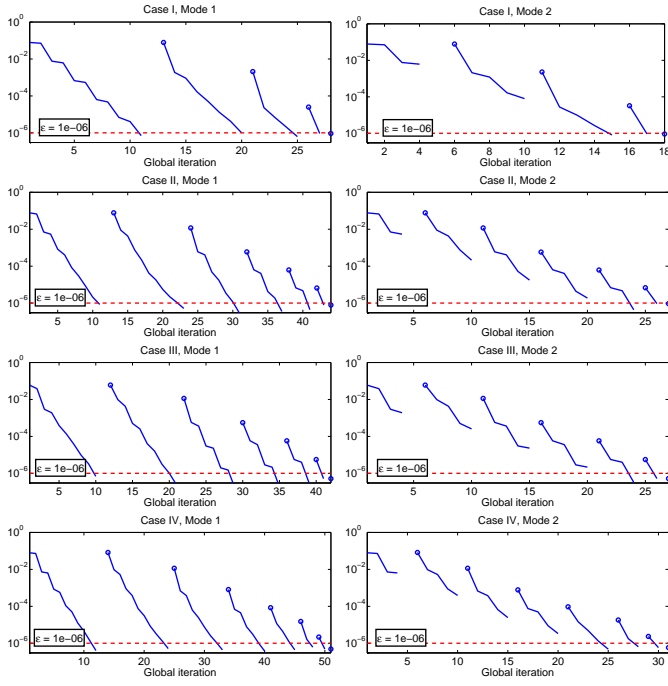 Case I, Mode 1
10^0
10^-2
10^-4
10^-6
ε = 1e-06
5 10 15 20 25
Global iteration
Case I, Mode 2
10^0
10^-2
10^-4
10^-6
ε = 1e-06
2 4 6 8 10 12 14 16 18
Global iteration
Case II, Mode 1
10^0
10^-2
10^-4
10^-6
ε = 1e-06
5 10 15 20 25 30 35 40
Global iteration
Case II, Mode 2
10^0
10^-2
10^-4
10^-6
ε = 1e-06
5 10 15 20 25
Global iteration
Case III, Mode 1
10^0
10^-2
10^-4
10^-6
ε = 1e-06
5 10 15 20 25 30 35 40
Global iteration
Case III, Mode 2
10^0
10^-2
10^-4
10^-6
ε = 1e-06
5 10 15 20 25
Global iteration
Case IV, Mode 1
10^0
10^-2
10^-4
10^-6
ε = 1e-06
10 20 30 40 50
Global iteration
Case IV, Mode 2
10^0
10^-2
10^-4
10^-6
ε = 1e-06
5 10 15 20 25 30
Global iteration